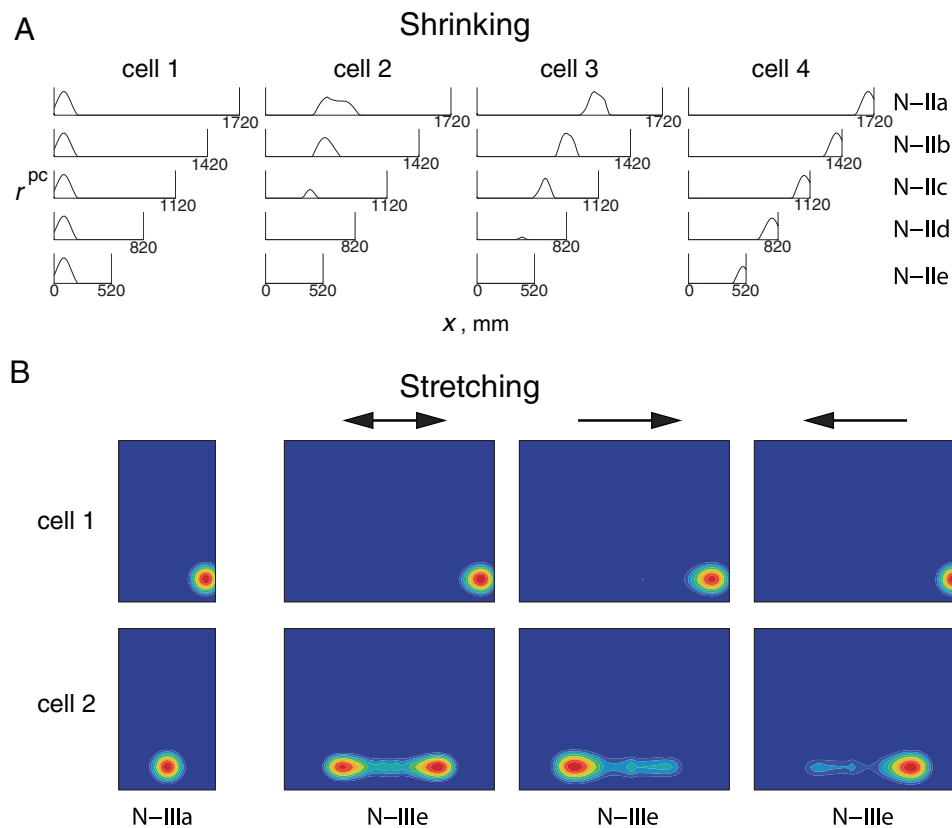 A
Shrinking
cell 1 cell 2 cell 3 cell 4
1720 1720 1720 1720 N–IIa
1420 1420 1420 1420 N–IIb
r^pc 1120 1120 1120 1120 N–IIc
820 820 820 820 N–IId
0 520 0 520 0 520 0 520 N–IIe
x , mm
B
Stretching
cell 1
cell 2
N–IIIa N–IIIe N–IIIe N–IIIe